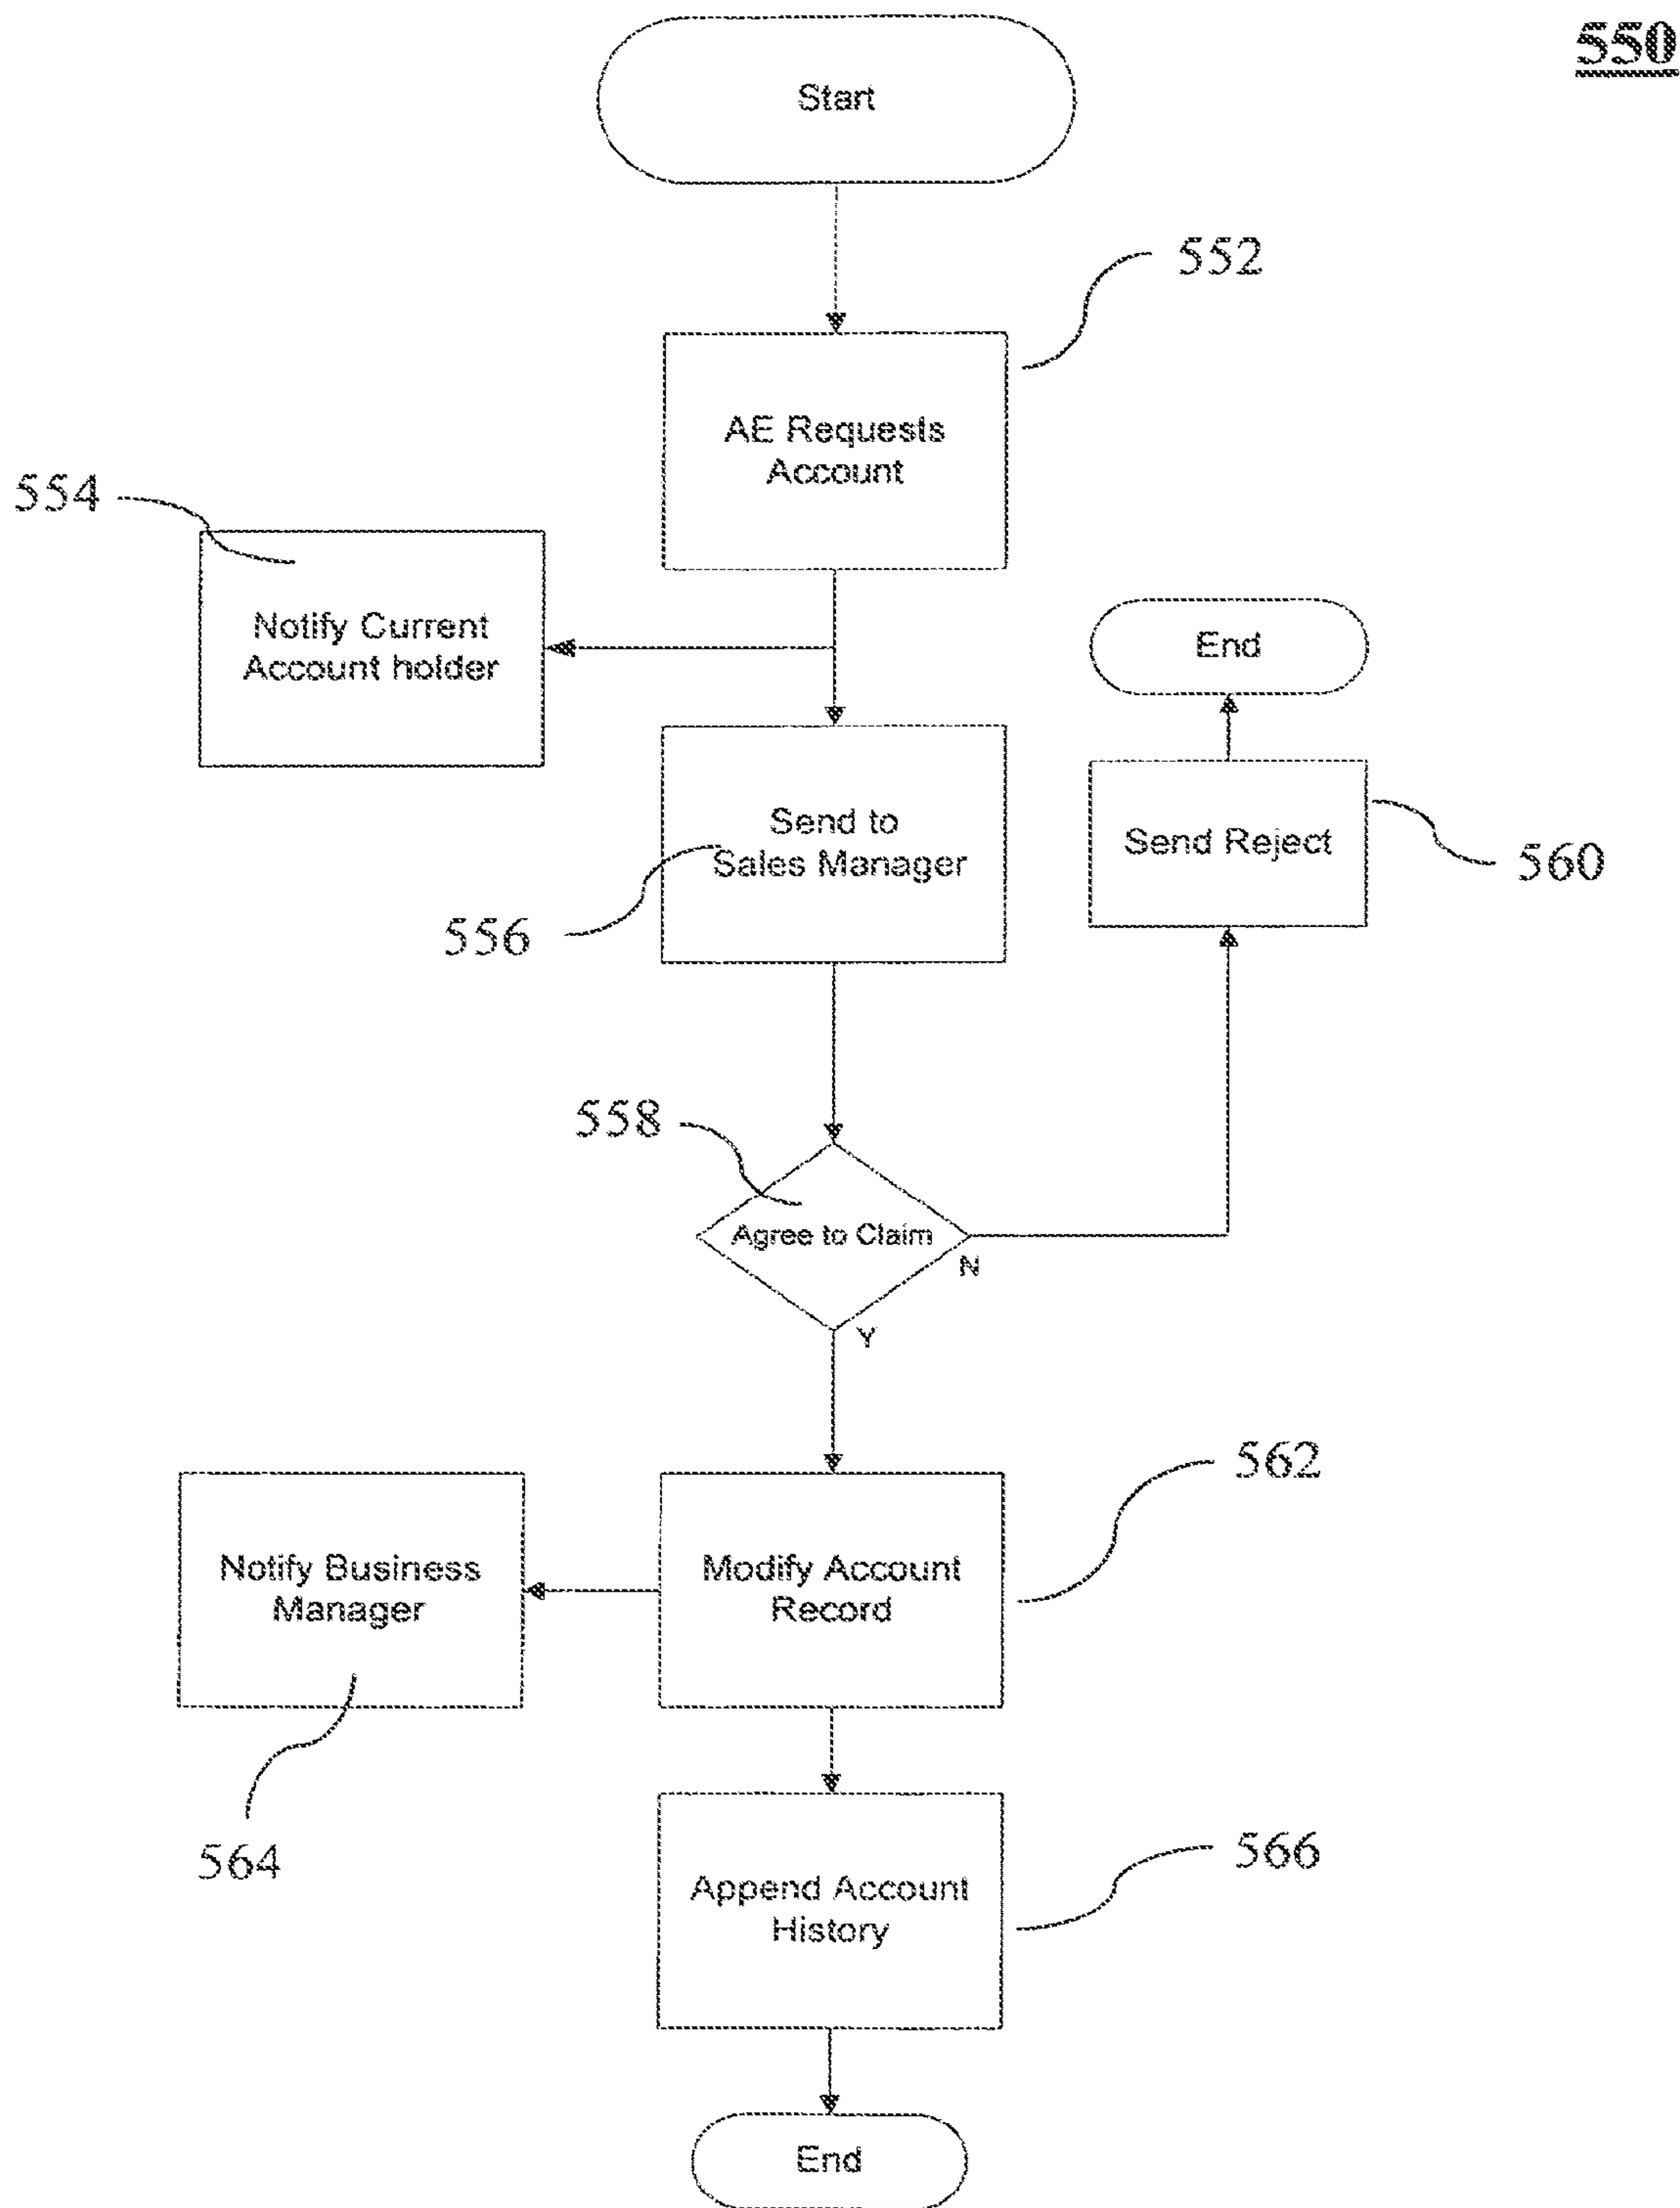 550
Start
552
AE Requests
Account
554
Notify Current
Account holder
End
Send to
Sales Manager
Send Reject
560
556
558
Agree to Claim
N
Y
562
Notify Business
Manager
Modify Account
Record
564
566
Append Account
History
End